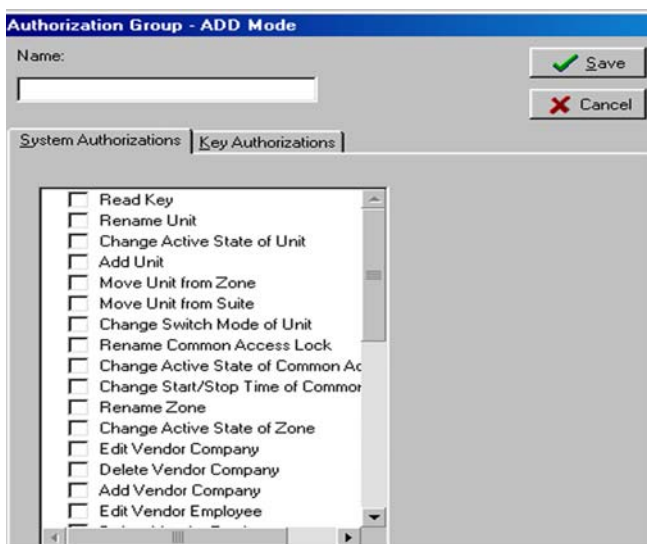 Authorization Group - ADD Mode
Name:
Save
Cancel
System Authorizations
Key Authorizations
Read Key
Rename Unit
Change Active State of Unit
Add Unit
Move Unit from Zone
Move Unit from Suite
Change Switch Mode of Unit
Rename Common Access Lock
Change Active State of Common Ac
Change Start/Stop Time of Common
Rename Zone
Change Active State of Zone
Edit Vendor Company
Delete Vendor Company
Add Vendor Company
Edit Vendor Employee